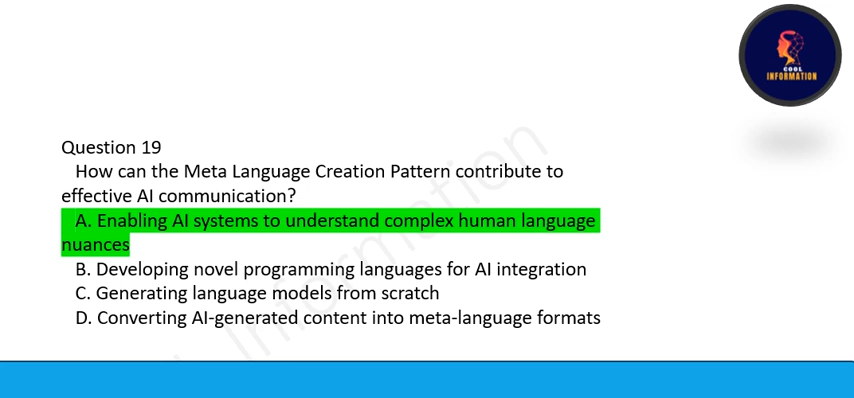 COOL
INFORMATION
Question 19
How can the Meta Language Creation Pattern contribute to
effective AI communication?
A. Enabling AI systems to understand complex human language
nuances
B. Developing novel programming languages for AI integration
C. Generating language models from scratch
D. Converting AI-generated content into meta-language formats
Information